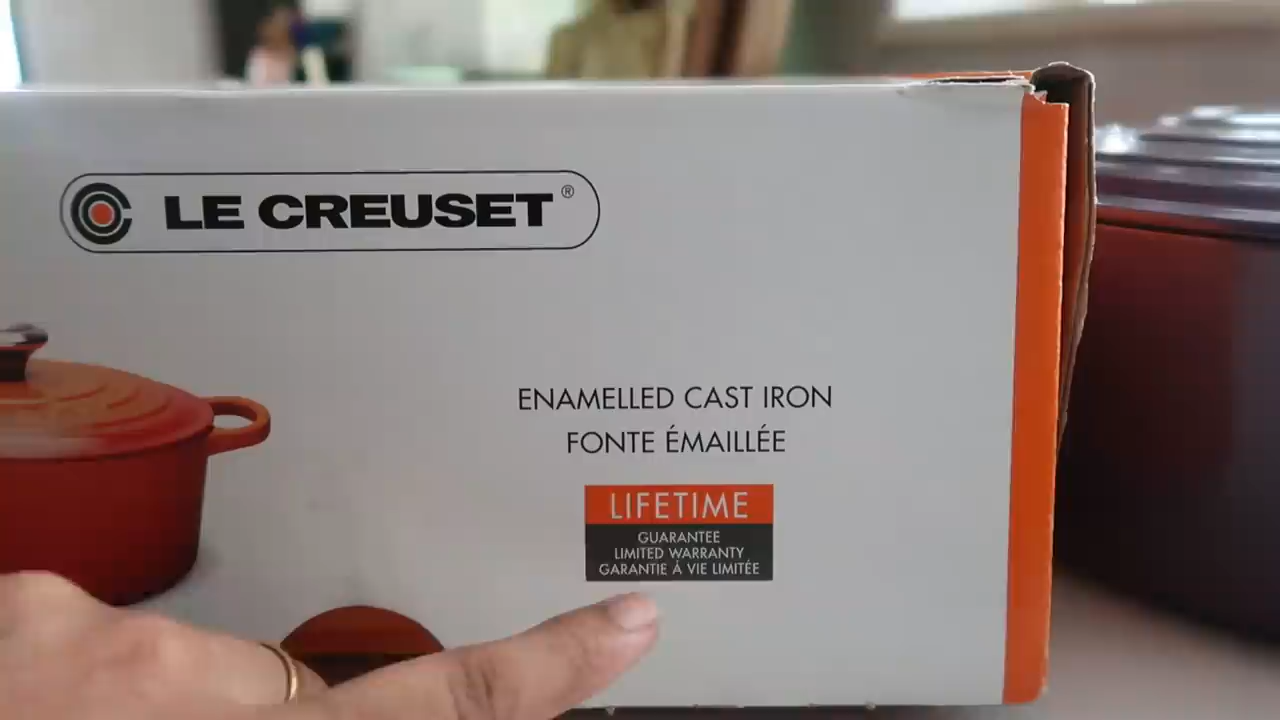 LE CREUSET®
ENAMELLED CAST IRON
FONTE ÉMAILLÉE
LIFETIME
GUARANTEE
LIMITED WARRANTY
GARANTIE À VIE LIMITÉE